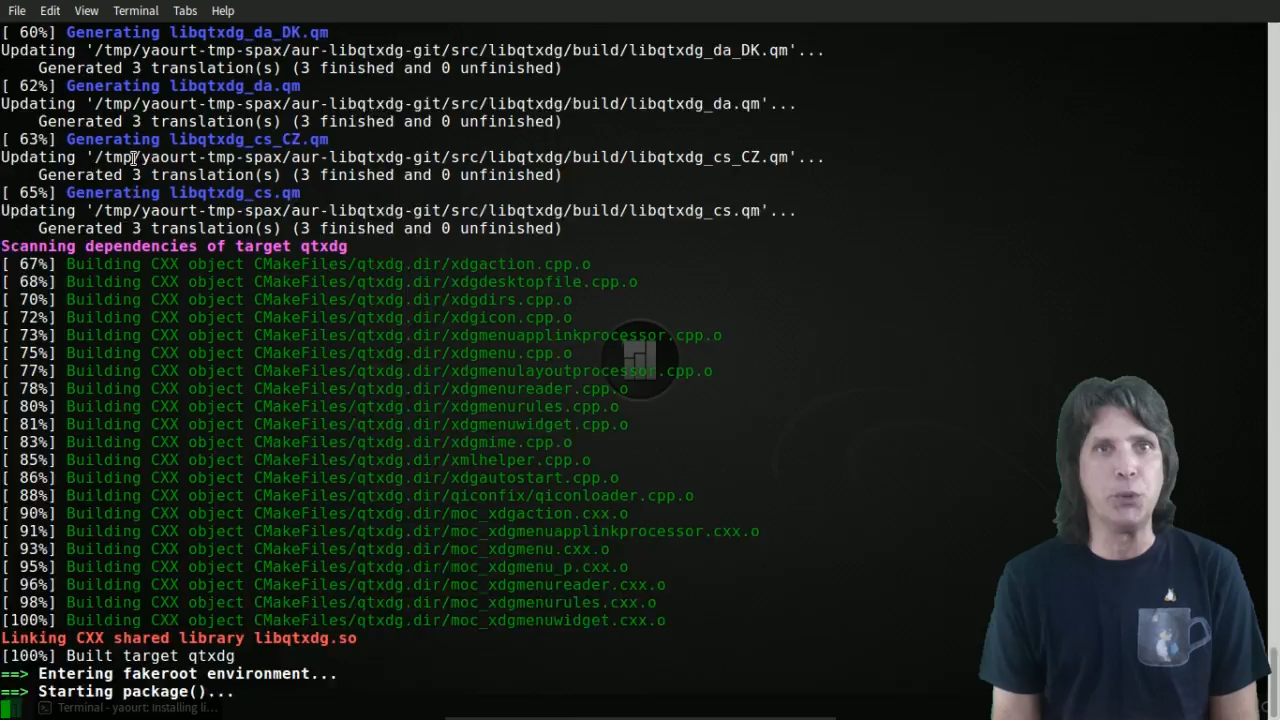 File Edit View Terminal Tabs Help
[ 60%] Generating libqtxdg_da_DK.qm
Updating '/tmp/yaourt-tmp-spax/aur-libqtxdg-git/src/libqtxdg/build/libqtxdg_da_DK.qm'...
    Generated 3 translation(s) (3 finished and 0 unfinished)
[ 62%] Generating libqtxdg_da.qm
Updating '/tmp/yaourt-tmp-spax/aur-libqtxdg-git/src/libqtxdg/build/libqtxdg_da.qm'...
    Generated 3 translation(s) (3 finished and 0 unfinished)
[ 63%] Generating libqtxdg_cs_CZ.qm
Updating '/tmp/yaourt-tmp-spax/aur-libqtxdg-git/src/libqtxdg/build/libqtxdg_cs_CZ.qm'...
    Generated 3 translation(s) (3 finished and 0 unfinished)
[ 65%] Generating libqtxdg_cs.qm
Updating '/tmp/yaourt-tmp-spax/aur-libqtxdg-git/src/libqtxdg/build/libqtxdg_cs.qm'...
    Generated 3 translation(s) (3 finished and 0 unfinished)
Scanning dependencies of target qtxdg
[ 67%] Building CXX object CMakeFiles/qtxdg.dir/xdgaction.cpp.o
[ 68%] Building CXX object CMakeFiles/qtxdg.dir/xdgdesktopfile.cpp.o
[ 70%] Building CXX object CMakeFiles/qtxdg.dir/xdgdirs.cpp.o
[ 72%] Building CXX object CMakeFiles/qtxdg.dir/xdgicon.cpp.o
[ 73%] Building CXX object CMakeFiles/qtxdg.dir/xdgmenuapplinkprocessor.cpp.o
[ 75%] Building CXX object CMakeFiles/qtxdg.dir/xdgmenu.cpp.o
[ 77%] Building CXX object CMakeFiles/qtxdg.dir/xdgmenulayoutprocessor.cpp.o
[ 78%] Building CXX object CMakeFiles/qtxdg.dir/xdgmenureader.cpp.o
[ 80%] Building CXX object CMakeFiles/qtxdg.dir/xdgmenurules.cpp.o
[ 81%] Building CXX object CMakeFiles/qtxdg.dir/xdgmenuwidget.cpp.o
[ 83%] Building CXX object CMakeFiles/qtxdg.dir/xdgmime.cpp.o
[ 85%] Building CXX object CMakeFiles/qtxdg.dir/xmlhelper.cpp.o
[ 86%] Building CXX object CMakeFiles/qtxdg.dir/xdgautostart.cpp.o
[ 88%] Building CXX object CMakeFiles/qtxdg.dir/qiconfix/qiconloader.cpp.o
[ 90%] Building CXX object CMakeFiles/qtxdg.dir/moc_xdgaction.cxx.o
[ 91%] Building CXX object CMakeFiles/qtxdg.dir/moc_xdgmenuapplinkprocessor.cxx.o
[ 93%] Building CXX object CMakeFiles/qtxdg.dir/moc_xdgmenu.cxx.o
[ 95%] Building CXX object CMakeFiles/qtxdg.dir/moc_xdgmenu_p.cxx.o
[ 96%] Building CXX object CMakeFiles/qtxdg.dir/moc_xdgmenureader.cxx.o
[ 98%] Building CXX object CMakeFiles/qtxdg.dir/moc_xdgmenurules.cxx.o
[100%] Building CXX object CMakeFiles/qtxdg.dir/moc_xdgmenuwidget.cxx.o
Linking CXX shared library libqtxdg.so
[100%] Built target qtxdg
==> Entering fakeroot environment...
==> Starting package()...
Terminal - yaourt: Installing li...